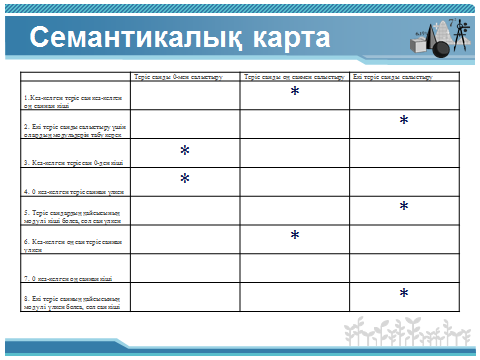 Семантикалық карта
Теріс санды 0-мен салыстыру
Теріс санды оң санмен салыстыру
Екі теріс санды салыстыру
1. Кез-келген теріс сан кез-келген
оң саннан кіші
*
2. Екі теріс санды салыстыру үшін
олардың модульдерін табу керек
*
3. Кез-келген теріс сан 0-ден кіші
*
4. 0 кез-келген теріс саннан үлкен
*
5. Теріс сандардың қайсысының
модулі кіші болса, сол сан үлкен
*
6. Кез-келген оң сан теріс саннан
үлкен
*
7. 0 кез-келген оң саннан кіші
8. Екі теріс санның қайсысының
модулі үлкен болса, сол сан кіші
*